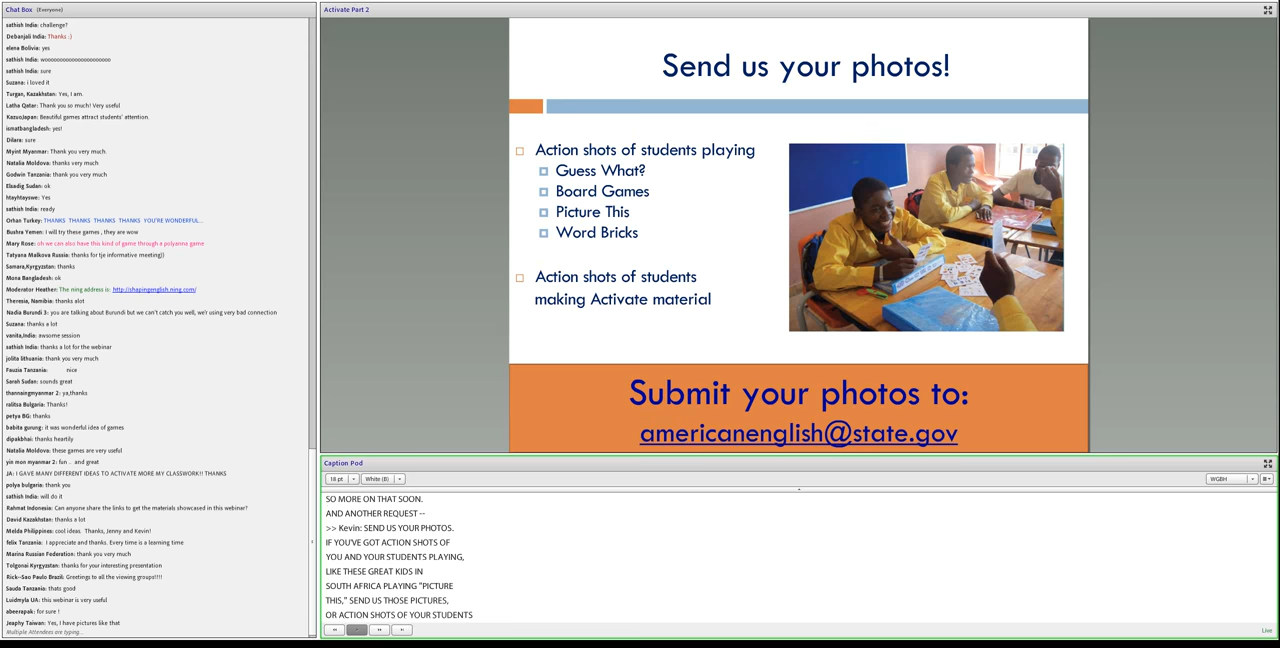 Chat Box (Everyone)
sathish India: challenge?
Debanjali India: Thanks :)
elena Bolivia: yes
sathish India: woooooooooooooooooooooo
sathish India: sure
Suzana: i loved it
Turgan, Kazakhstan: Yes, I am.
Latha Qatar: Thank you so much! Very useful
KazuoJapan: Beautiful games attract students' attention.
ismatbangladesh: yes!
Dilara: sure
Myint Myanmar: Thank you very much
Natalia Moldova: thanks very much
Godwin Tanzania: thank you very much
Elsadig Sudan: ok
htayhtayswe: Yes
sathish India: ready
Orhan Turkey: THANKS THANKS THANKS THANKS YOU'RE WONDERFUL...
Bushra Yemen: I will try these games , they are wow
Mary Rose: oh we can also have this kind of game through a polyanne game
Tatyana Malkova Russia: thanks for tje informative meeting))
Samara,Kyrgyzstan: thanks
Mona Bangladesh: ok
Moderator Heather: The ning address is: http://shapingenglish.ning.com/
Theresia, Namibia: thanks alot
Nadia Burundi 3: you are talking about Burundi but we can't catch you well, we'r using very bad connection
Suzana: thanks a lot
vanita,India: awsome session
sathish India: thanks a lot for the webinar
jolita lithuania: thank you very much
Fauzia Tanzania: nice
Sarah Sudan: sounds great
thannaingmyanmar 2: ya,thanks
ralitsa Bulgaria: Thanks!
petya BG: thanks
babita gurung: it was wonderful idea of games
dipakbhai: thanks heartily
Natalia Moldova: these games are very useful
yin mon myanmar 2: fun .. and great
JA: I GAVE MANY DIFFERENT IDEAS TO ACTIVATE MORE MY CLASSWORK!! THANKS
polya bulgaria: thank you
sathish India: will do it
Rahmat Indonesia: Can anyone share the links to get the materials showcased in this webinar?
David Kazakhstan: thanks a lot
Melda Philippines: cool ideas. Thanks, Jenny and Kevin!
felix Tanzania: I appreciate and thanks. Every time is a learning time
Marina Russian Federation: thank you very much
Tolgonai Kyrgyzstan: thanks for your interesting presentation
Rick--Sao Paulo Brazil: Greetings to all the viewing groups!!!!
Sauda Tanzania: thats good
Luidmyla UA: this webinar is very useful
abeerapak: for sure !
Jeaphy Taiwan: Yes, I have pictures like that
Multiple Attendees are typing...
Activate Part 2
Send us your photos!
Action shots of students playing
Guess What?
Board Games
Picture This
Word Bricks
Action shots of students
making Activate material
Submit your photos to:
americanenglish@state.gov
Caption Pod
18 pt White (B) WGBH
SO MORE ON THAT SOON.
AND ANOTHER REQUEST --
>> Kevin: SEND US YOUR PHOTOS.
IF YOU'VE GOT ACTION SHOTS OF
YOU AND YOUR STUDENTS PLAYING,
LIKE THESE GREAT KIDS IN
SOUTH AFRICA PLAYING "PICTURE
THIS," SEND US THOSE PICTURES,
OR ACTION SHOTS OF YOUR STUDENTS
Live